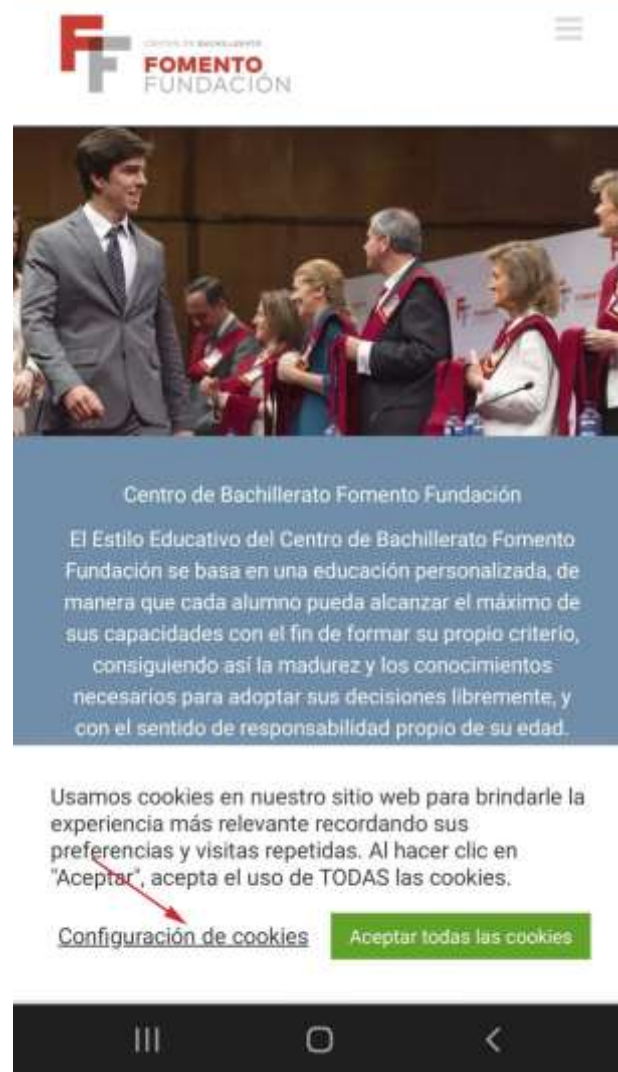 CENTRO DE BACHILLERATO
FOMENTO
FUNDACIÓN
FOMENTO
Centro de Bachillerato Fomento Fundación
El Estilo Educativo del Centro de Bachillerato Fomento
Fundación se basa en una educación personalizada, de
manera que cada alumno pueda alcanzar el máximo de
sus capacidades con el fin de formar su propio criterio,
consiguiendo así la madurez y los conocimientos
necesarios para adoptar sus decisiones libremente, y
con el sentido de responsabilidad propio de su edad.
Usamos cookies en nuestro sitio web para brindarle la
experiencia más relevante recordando sus
preferencias y visitas repetidas. Al hacer clic en
"Aceptar", acepta el uso de TODAS las cookies.
Configuración de cookies
Aceptar todas las cookies